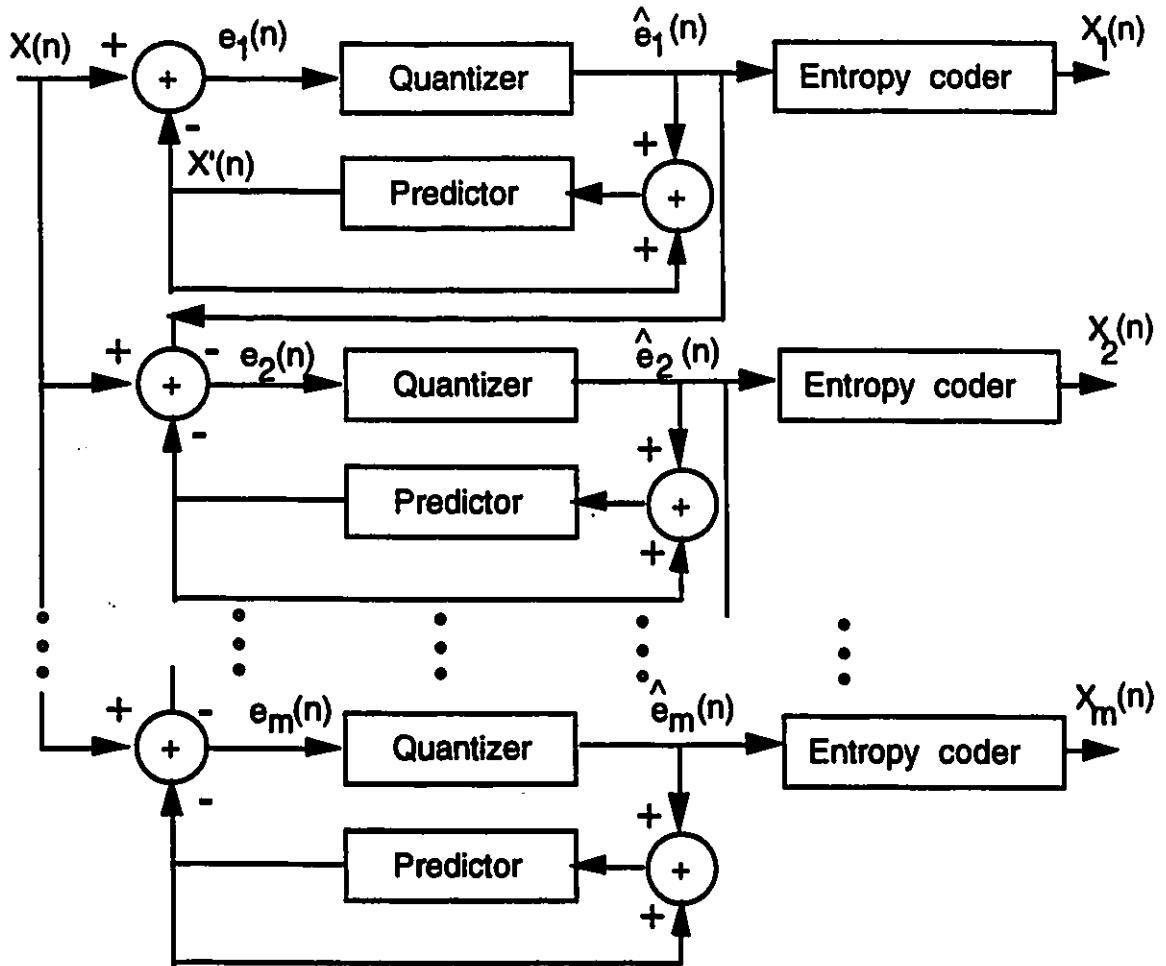 X(n) + + - e₁(n) Quantizer ê₁(n) Entropy coder X₁(n)
X'(n) Predictor + + +
+ - + - e₂(n) Quantizer ê₂(n) Entropy coder X₂(n)
Predictor + + +
+ - + - eₘ(n) Quantizer êₘ(n) Entropy coder Xₘ(n)
Predictor + + +